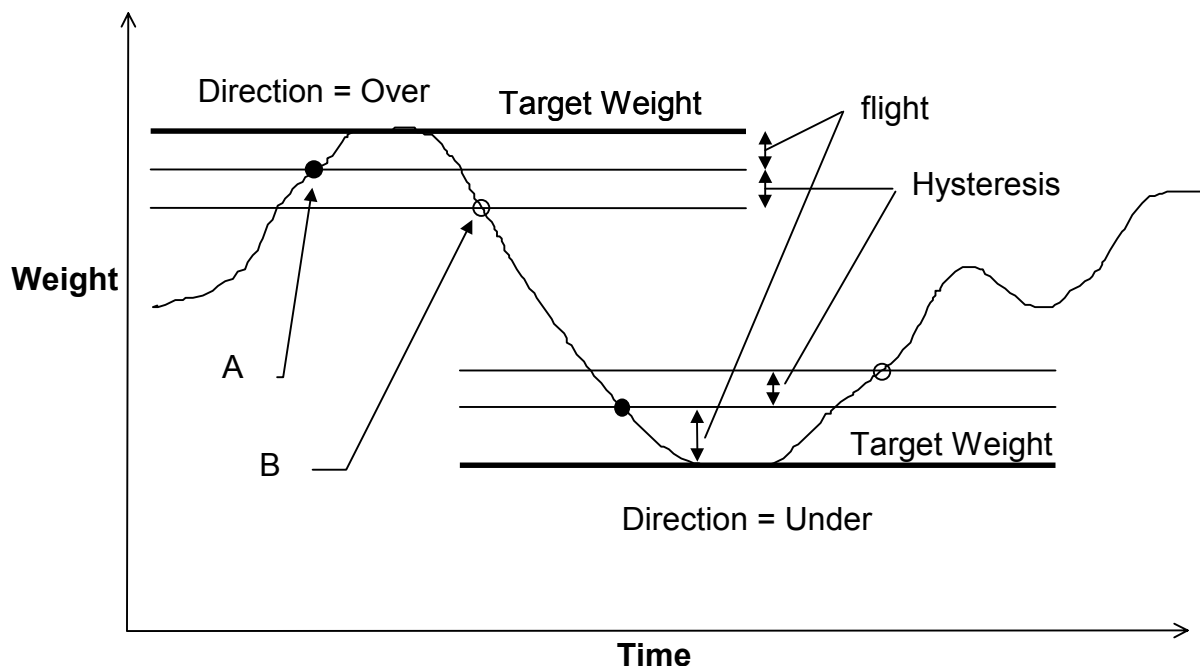 Direction = Over
Target Weight
flight
Hysteresis
Weight
A
B
Target Weight
Direction = Under
Time